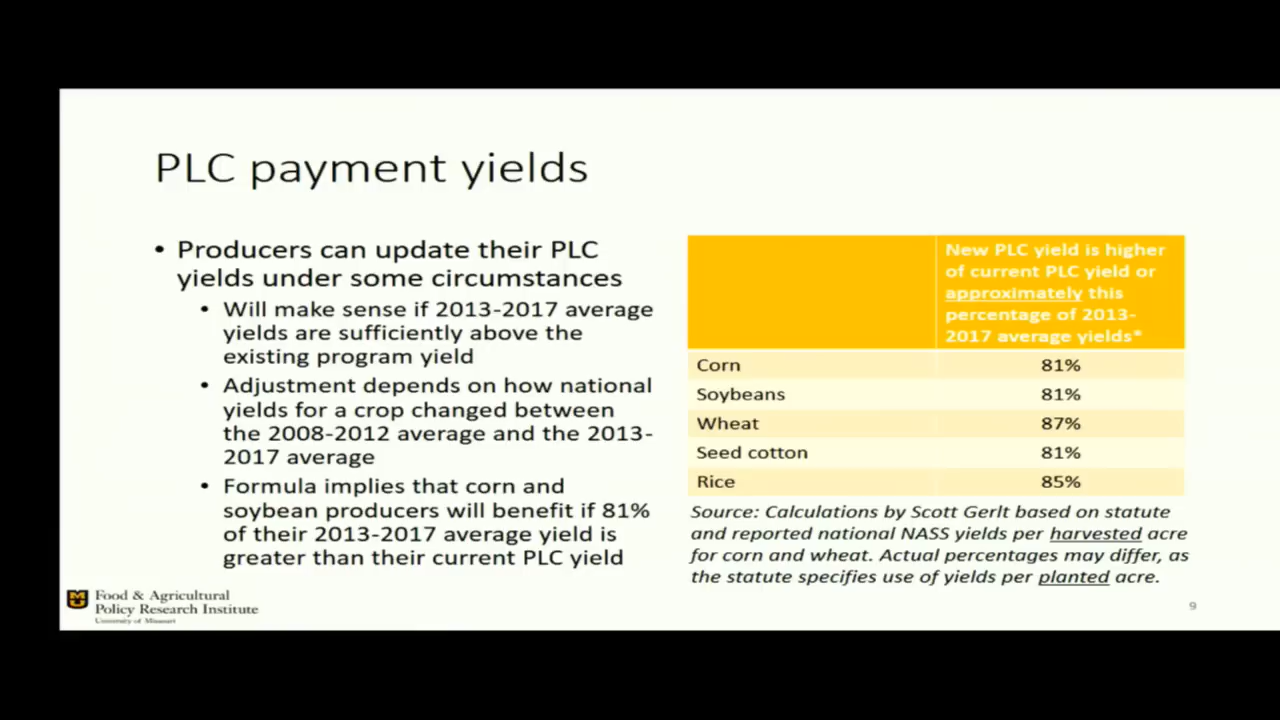 PLC payment yields
• Producers can update their PLC
yields under some circumstances
• Will make sense if 2013-2017 average
yields are sufficiently above the
existing program yield
• Adjustment depends on how national
yields for a crop changed between
the 2008-2012 average and the 2013-
2017 average
• Formula implies that corn and
soybean producers will benefit if 81%
of their 2013-2017 average yield is
greater than their current PLC yield
New PLC yield is higher
of current PLC yield or
approximately this
percentage of 2013-
2017 average yields*
Corn 81%
Soybeans 81%
Wheat 87%
Seed cotton 81%
Rice 85%
Source: Calculations by Scott Gerlt based on statute
and reported national NASS yields per harvested acre
for corn and wheat. Actual percentages may differ, as
the statute specifies use of yields per planted acre.
Food & Agricultural
Policy Research Institute
University of Missouri
9